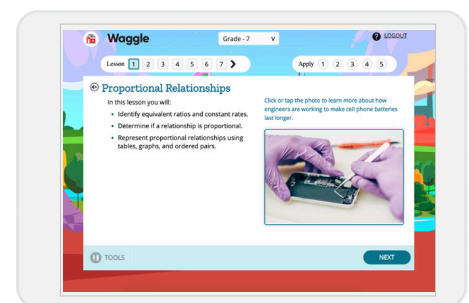 Waggle
Grade - 7 v
? LOGOUT
Lesson 1 2 3 4 5 6 7
Apply 1 2 3 4 5
Proportional Relationships
In this lesson you will:
• Identify equivalent ratios and constant rates.
• Determine if a relationship is proportional.
• Represent proportional relationships using
tables, graphs, and ordered pairs.
Click or tap the photo to learn more about how
engineers are working to make cell phone batteries
last longer.
TOOLS
NEXT